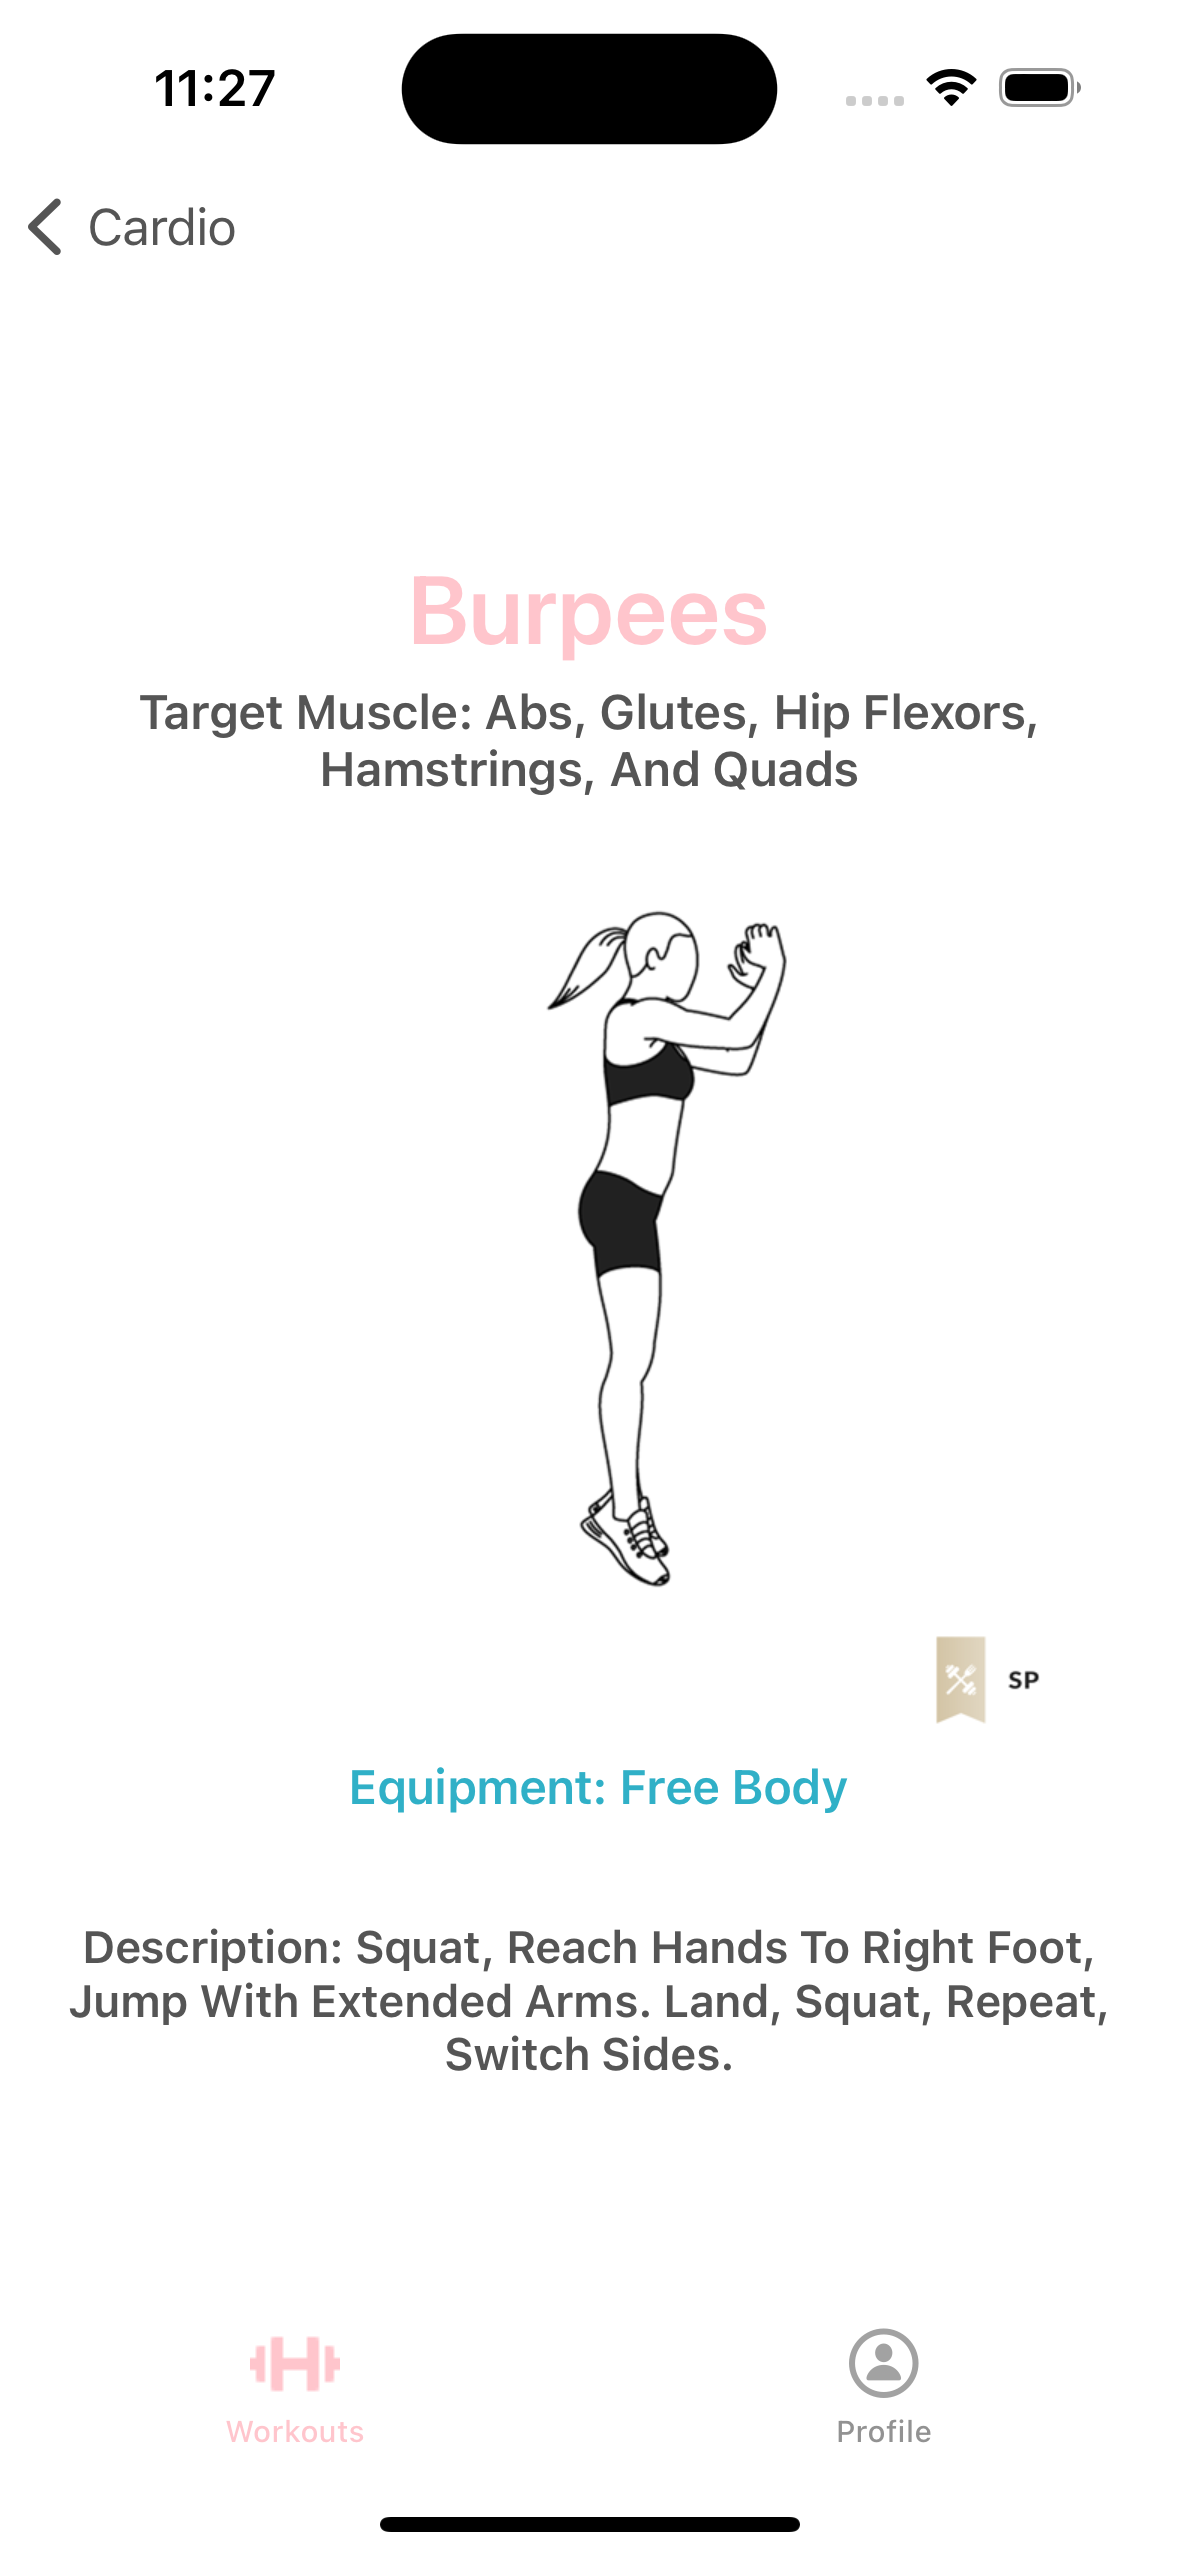 11:27
Cardio
Burpees
Target Muscle: Abs, Glutes, Hip Flexors,
Hamstrings, And Quads
SP
Equipment: Free Body
Description: Squat, Reach Hands To Right Foot,
Jump With Extended Arms. Land, Squat, Repeat,
Switch Sides.
Workouts
Profile